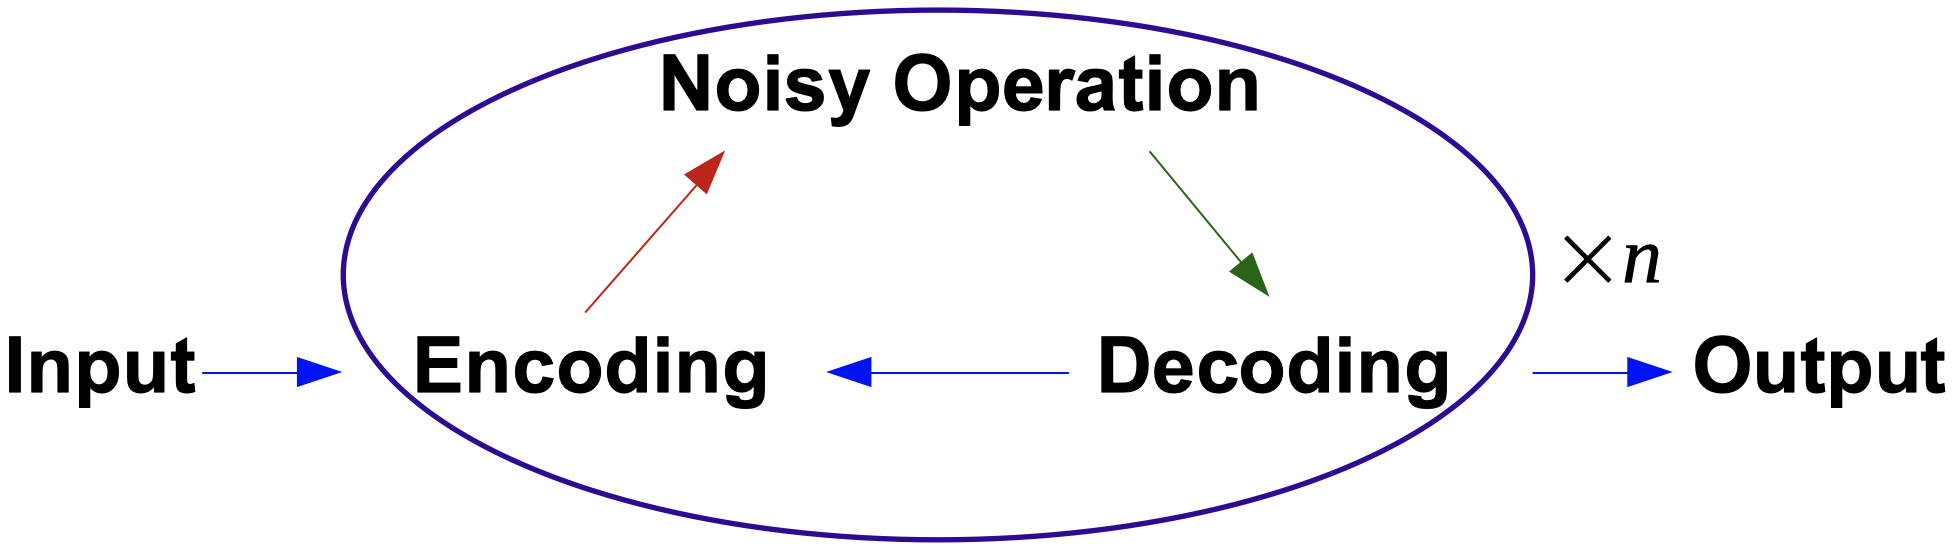 Noisy Operation
×n
Input
Encoding
Decoding
Output